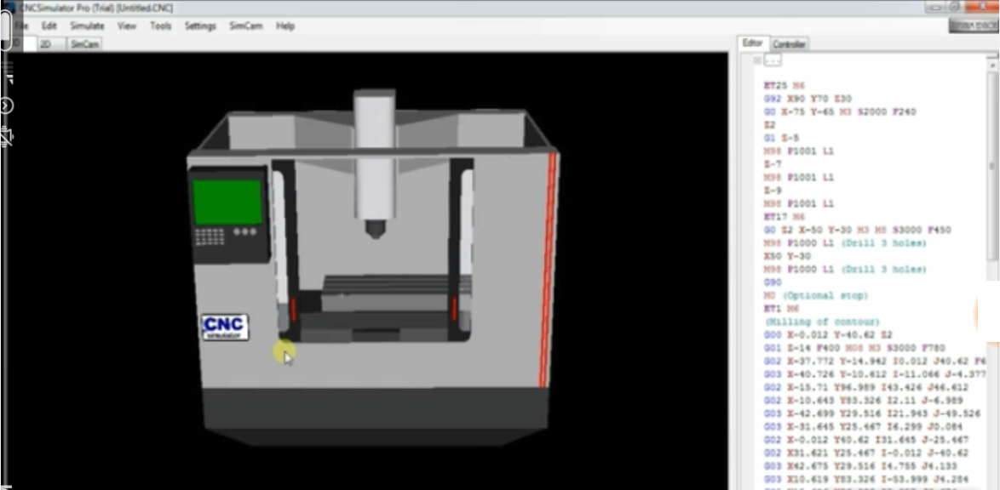 CNCSimulator Pro (Trial) [Untitled.CNC]
File Edit Simulate View Tools Settings SimCam Help
2D SimCam
Editor Controller
...
ET25 M6
G92 X90 Y70 Z30
G0 X-75 Y-65 M3 S2000 F240
Z2
G1 Z-5
M98 P1001 L1
Z-7
M98 P1001 L1
Z-9
M98 P1001 L1
ET17 M6
G0 Z2 X-50 Y-30 M3 M8 S3000 F450
M98 P1000 L1 (Drill 3 holes)
X50 Y-30
M98 P1000 L1 (Drill 3 holes)
G90
M0 (Optional stop)
ET1 M6
(Milling of contour)
G00 X-0.012 Y-40.62 Z2
G01 Z-14 F400 M08 M3 S3000 F780
G02 X-37.772 Y-14.942 I0.012 J40.62 F6
G03 X-40.726 Y-10.612 I-11.066 J-4.377
G02 X-15.71 Y96.989 I43.426 J46.612
G02 X-10.643 Y83.326 I2.11 J-6.989
G03 X-42.699 Y29.516 I21.943 J-49.526
G03 X-31.645 Y25.467 I6.299 J0.084
G02 X-0.012 Y40.62 I31.645 J-25.467
G02 X31.621 Y25.467 I-0.012 J-40.62
G03 X42.675 Y29.516 I4.755 J4.133
G03 X10.619 Y83.326 I-53.999 J4.284
CNC
simulator